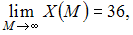 lim X(M) = 36,
M→∞